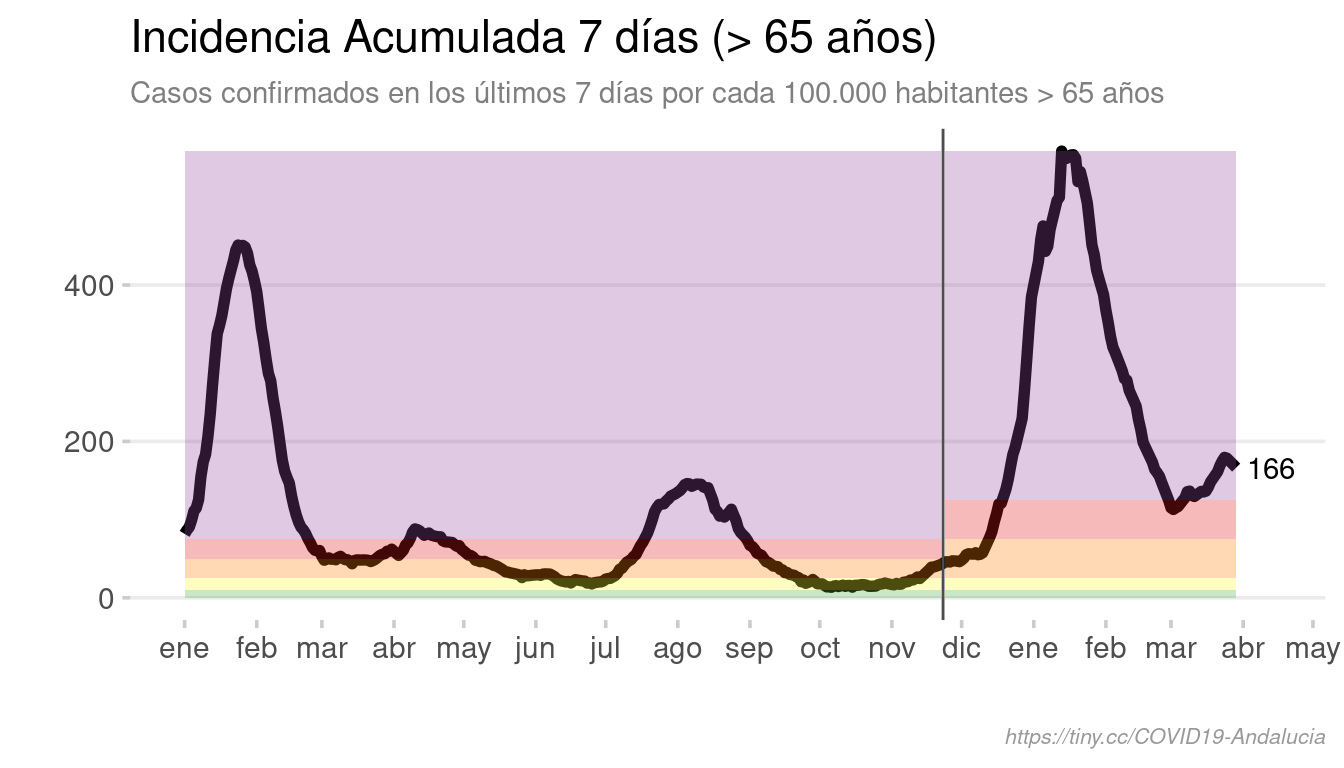 Incidencia Acumulada 7 días (> 65 años)
Casos confirmados en los últimos 7 días por cada 100.000 habitantes > 65 años
400
200
166
0
ene feb mar abr may jun jul ago sep oct nov dic ene feb mar abr may
https://tiny.cc/COVID19-Andalucia